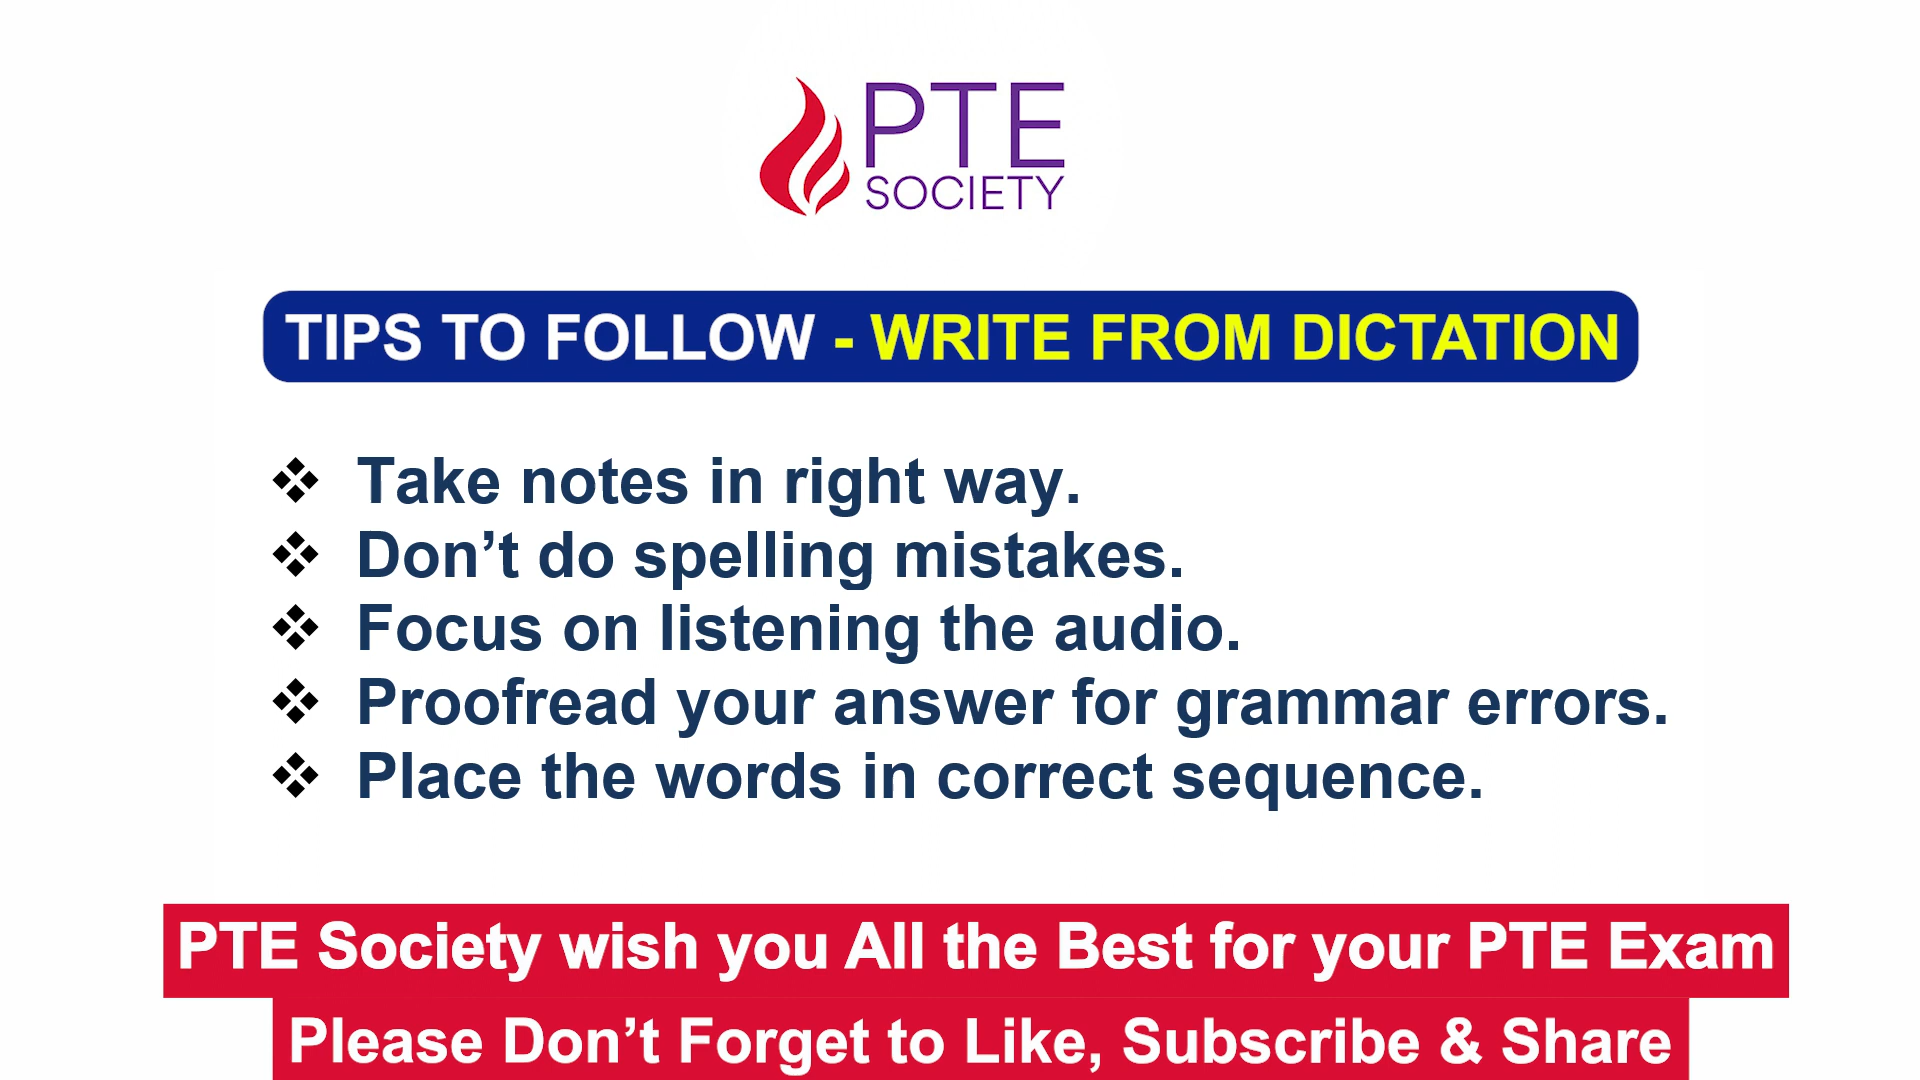 PTE
SOCIETY
TIPS TO FOLLOW - WRITE FROM DICTATION
❖ Take notes in right way.
❖ Don’t do spelling mistakes.
❖ Focus on listening the audio.
❖ Proofread your answer for grammar errors.
❖ Place the words in correct sequence.
PTE Society wish you All the Best for your PTE Exam
Please Don’t Forget to Like, Subscribe & Share